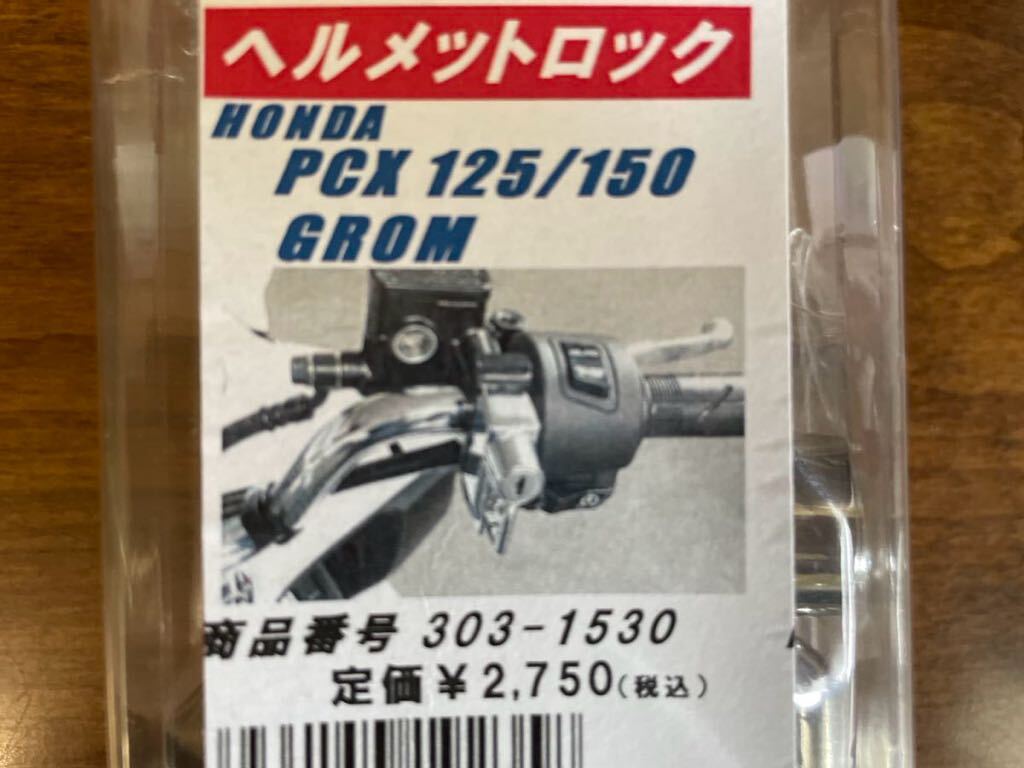 ヘルメットロック
HONDA
PCX 125/150
GROM
商品番号 303-1530
定価¥2,750(税込)